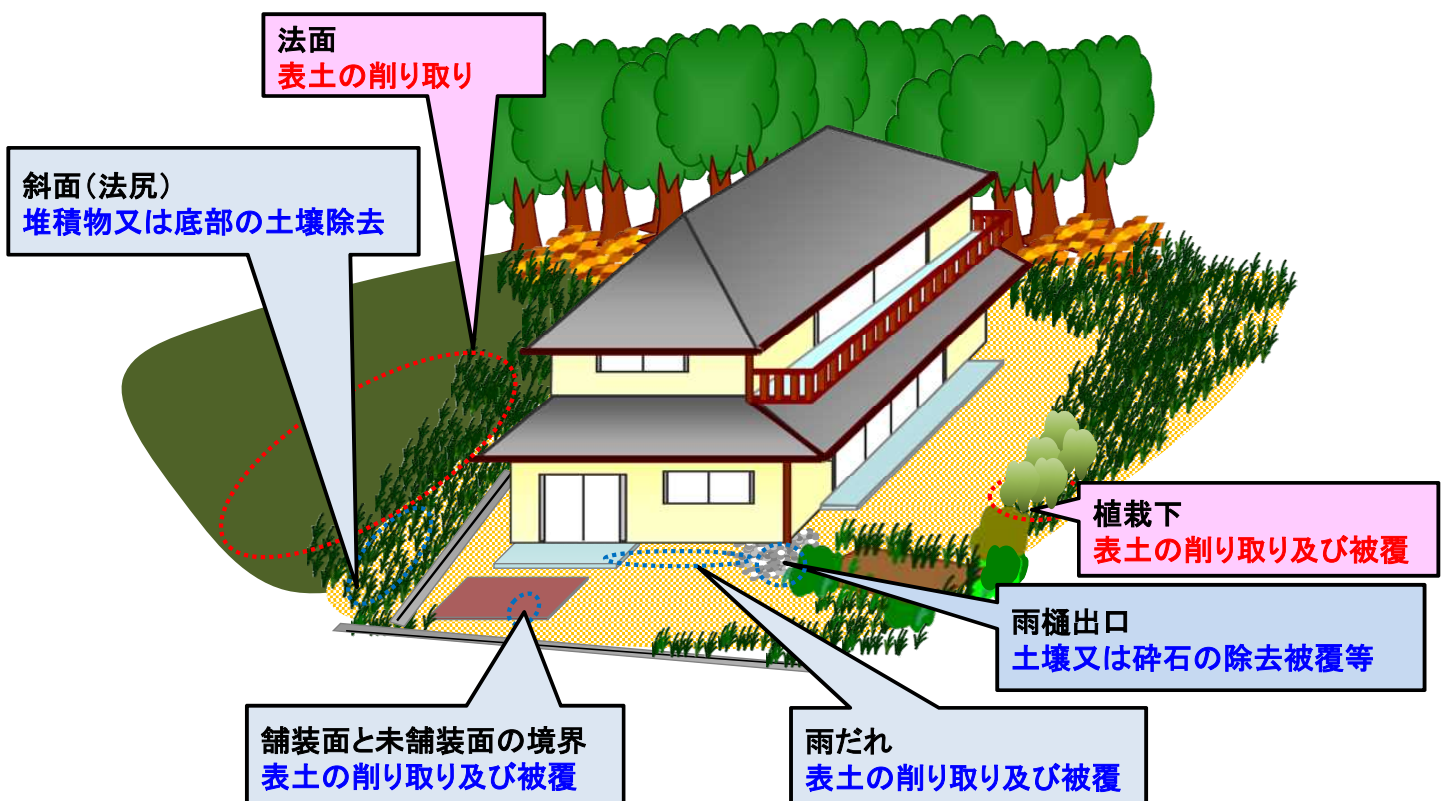 法面
表土の削り取り
斜面(法尻)
堆積物又は底部の土壌除去
植栽下
表土の削り取り及び被覆
雨樋出口
土壌又は砕石の除去被覆等
舗装面と未舗装面の境界
表土の削り取り及び被覆
雨だれ
表土の削り取り及び被覆